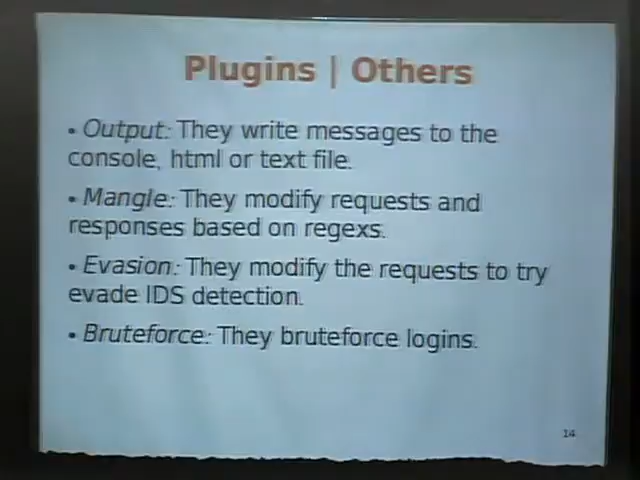 Plugins | Others
• Output: They write messages to the
console, html or text file.
• Mangle: They modify requests and
responses based on regexs.
• Evasion: They modify the requests to try
evade IDS detection.
• Bruteforce: They bruteforce logins.
14